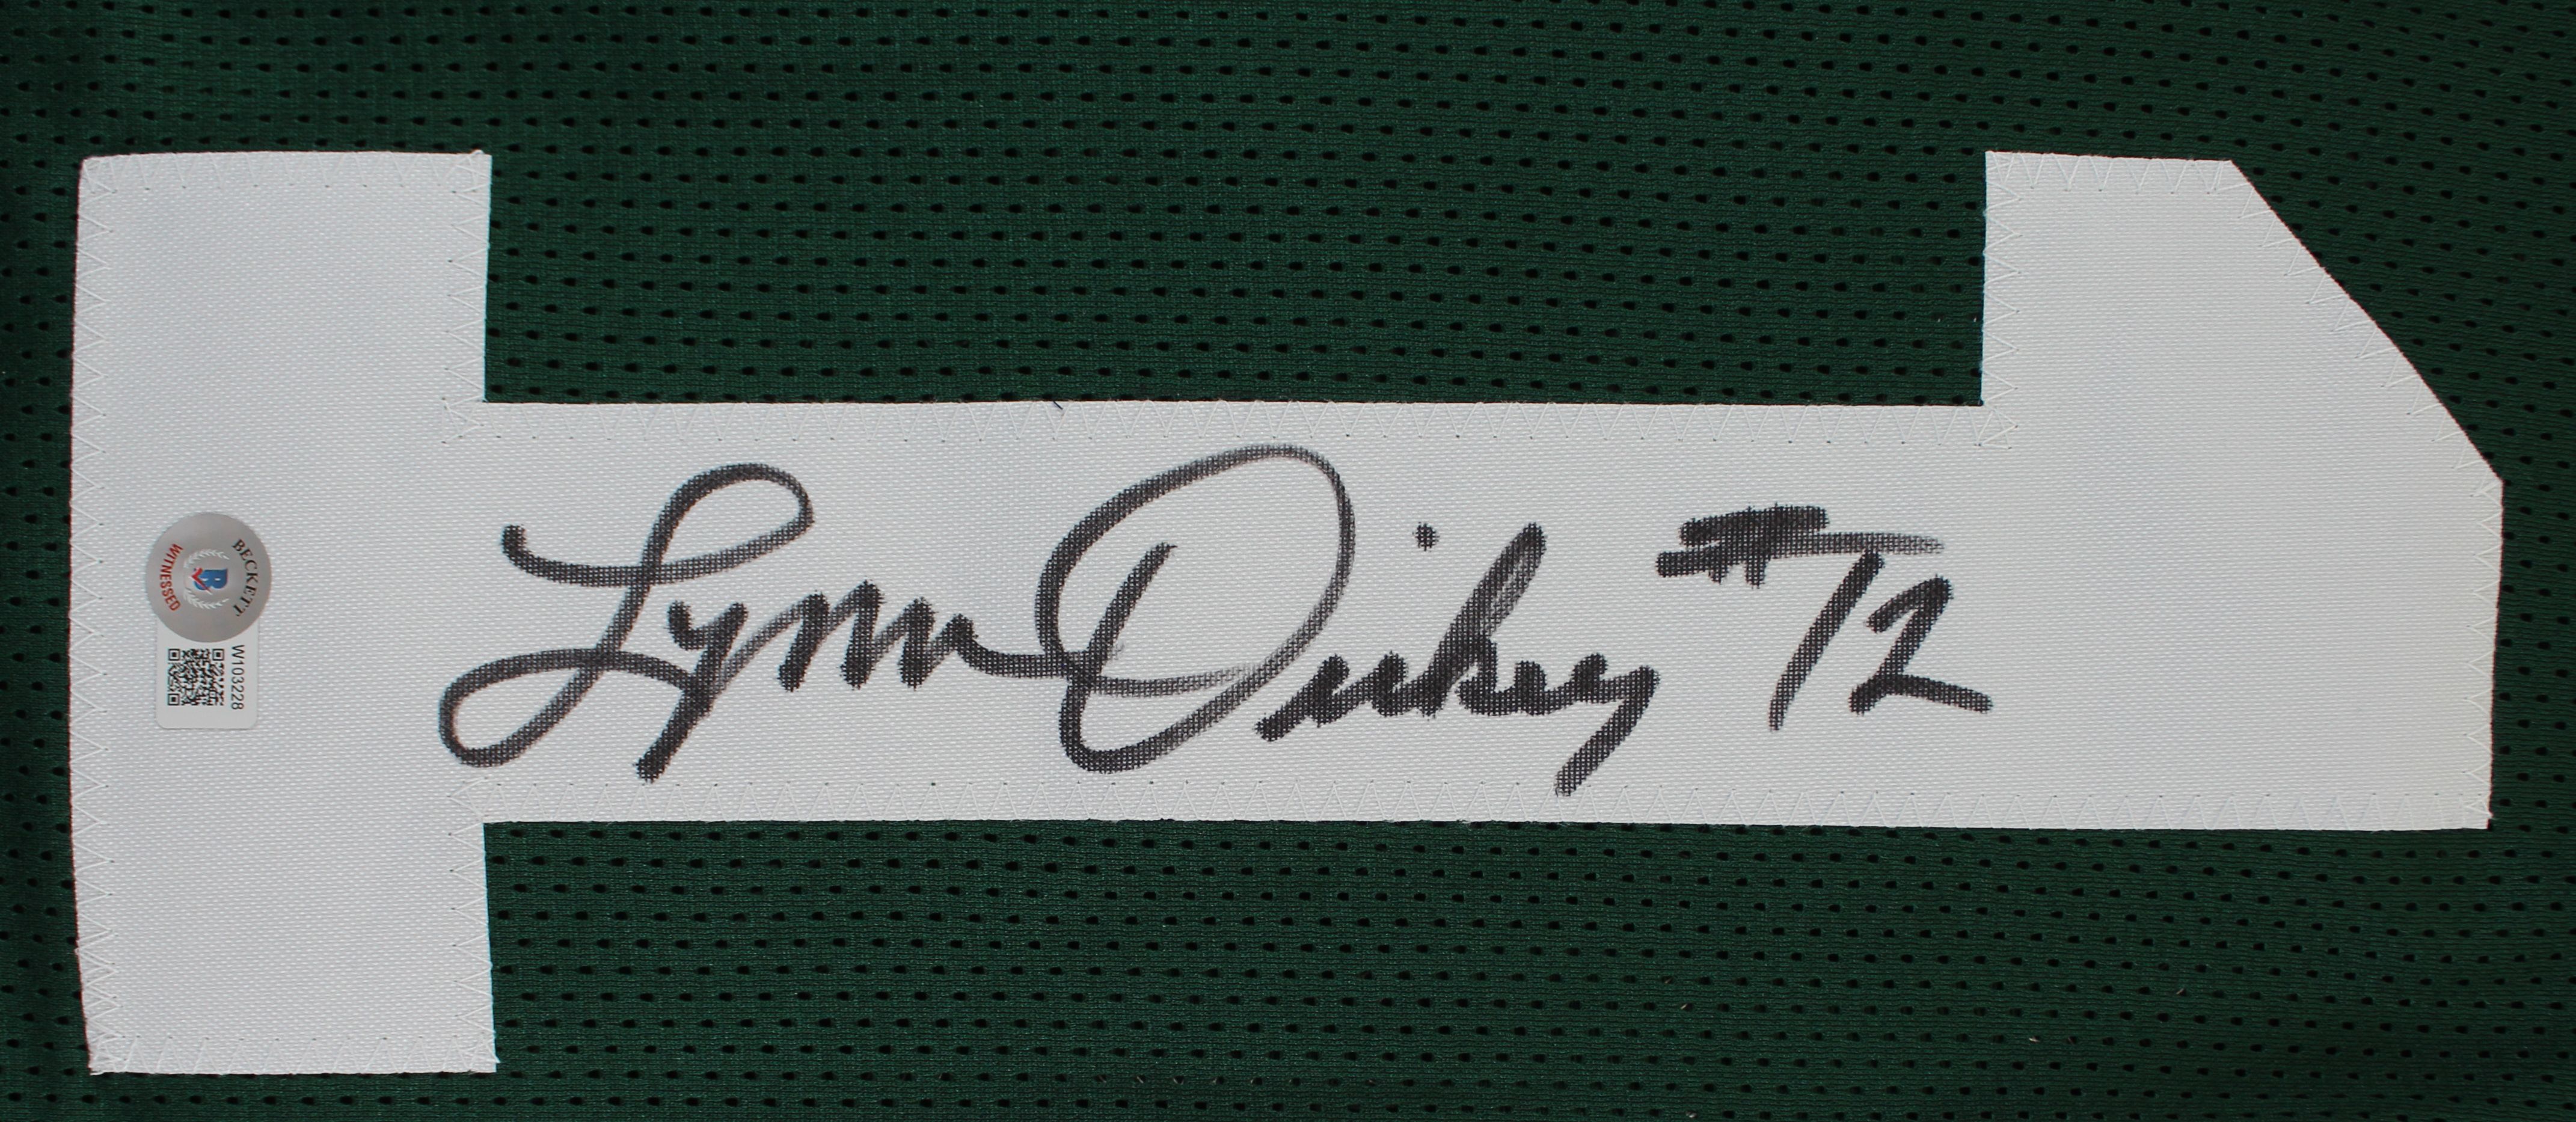 Lynn Dickey #12
BECKETT
B
WITNESSED
W103228